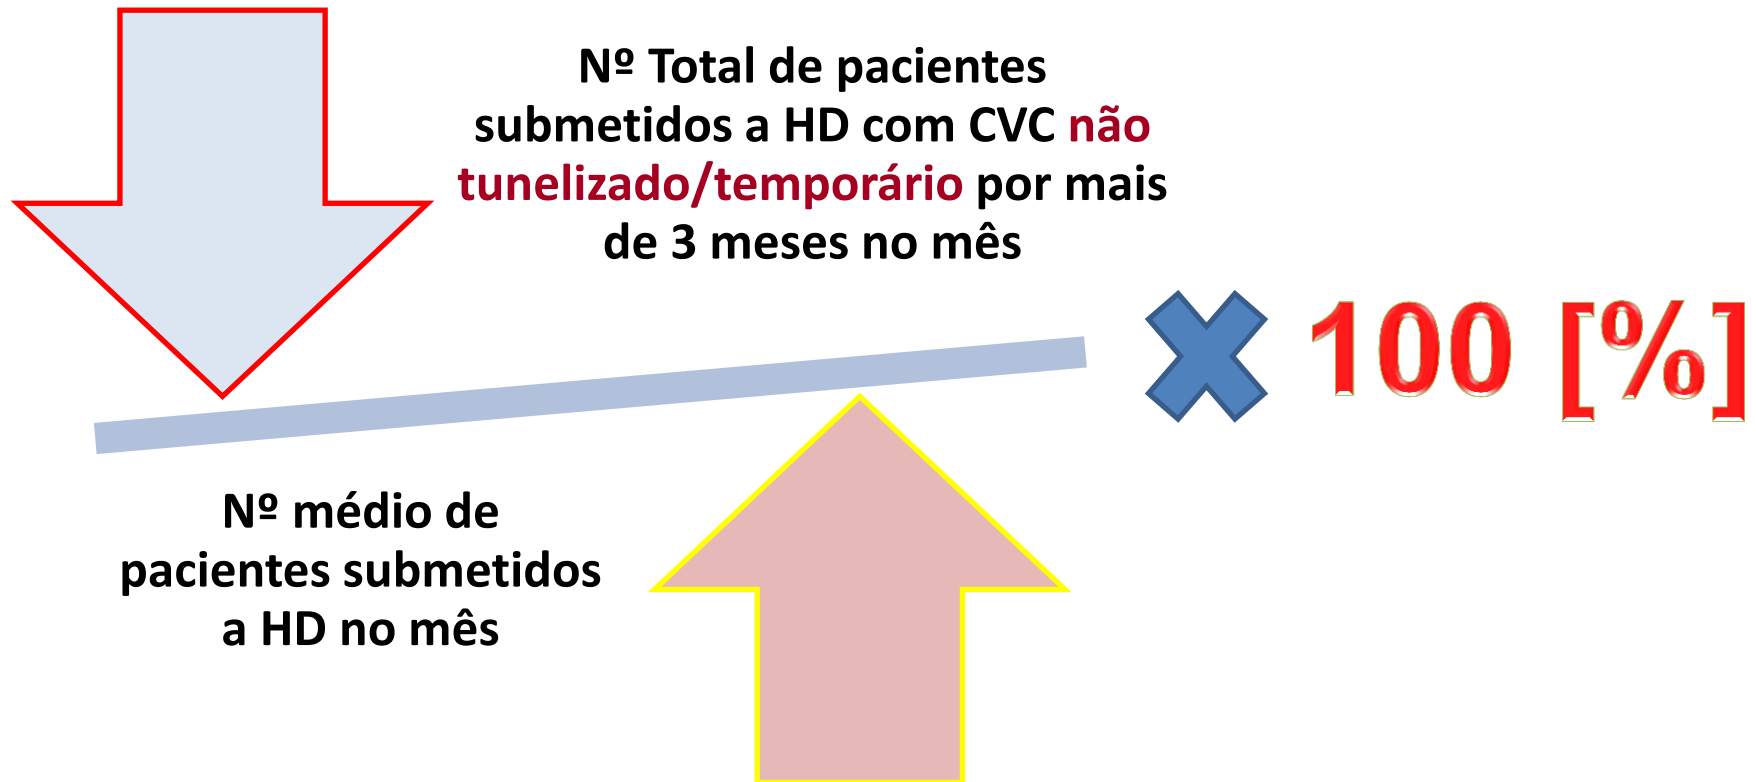 Nº Total de pacientes
submetidos a HD com CVC não
tunelizado/temporário por mais
de 3 meses no mês
100 [%]
Nº médio de
pacientes submetidos
a HD no mês